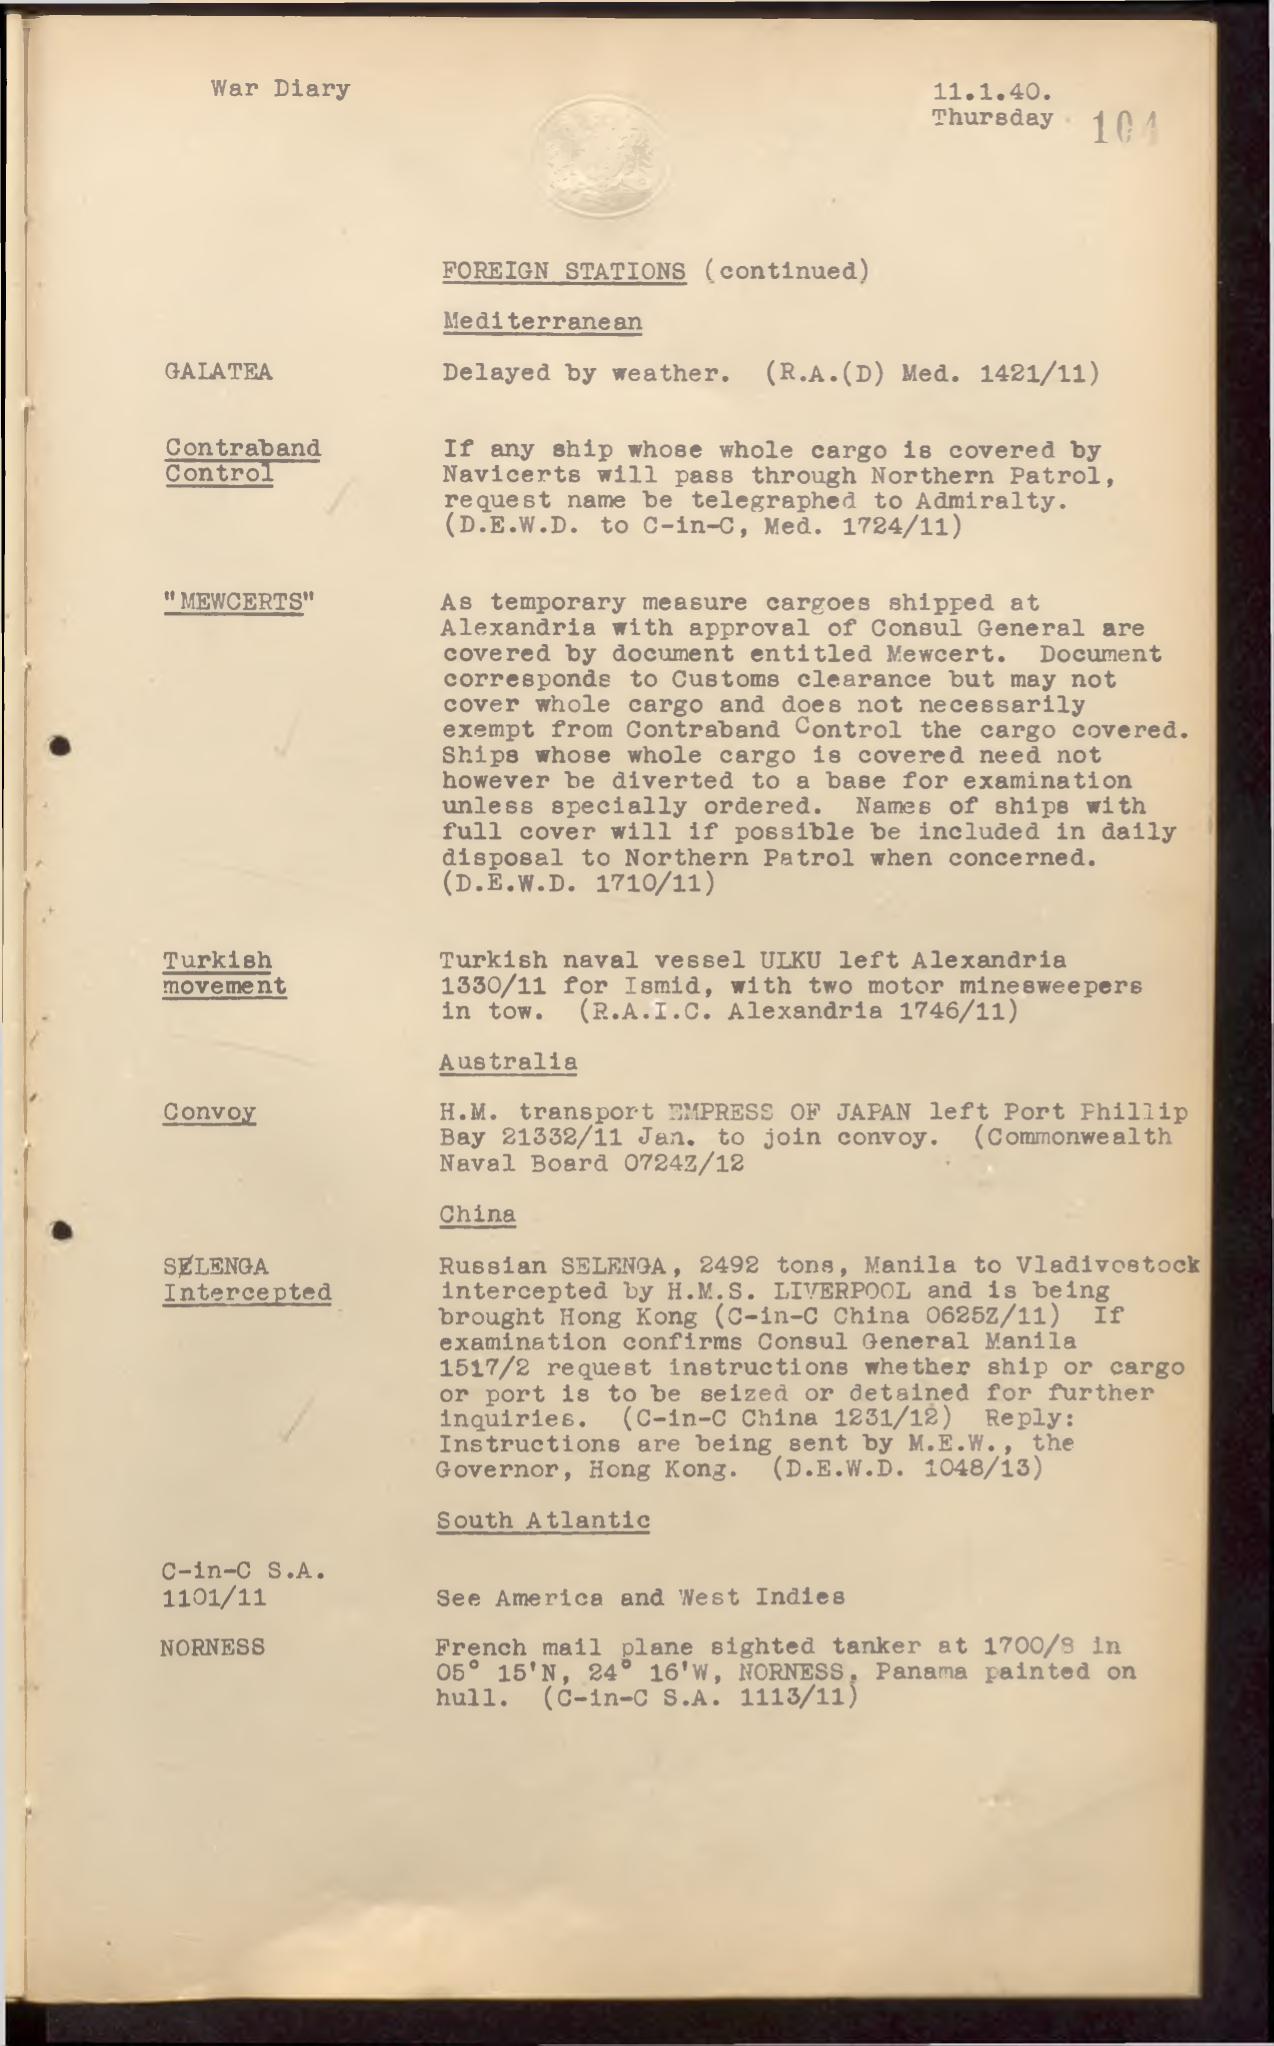 War Diary
11.1.40.
Thursday
104
FOREIGN STATIONS (continued)
Mediterranean
GALATEA
Delayed by weather. (R.A.(D) Med. 1421/11)
Contraband
Control
If any ship whose whole cargo is covered by
Navicerts will pass through Northern Patrol,
request name be telegraphed to Admiralty.
(D.E.W.D. to C-in-C, Med. 1724/11)
"MEWCERTS"
As temporary measure cargoes shipped at
Alexandria with approval of Consul General are
covered by document entitled Mewcert. Document
corresponds to Customs clearance but may not
cover whole cargo and does not necessarily
exempt from Contraband Control the cargo covered.
Ships whose whole cargo is covered need not
however be diverted to a base for examination
unless specially ordered. Names of ships with
full cover will if possible be included in daily
disposal to Northern Patrol when concerned.
(D.E.W.D. 1710/11)
Turkish
movement
Turkish naval vessel ULKU left Alexandria
1330/11 for Ismid, with two motor minesweepers
in tow. (R.A.I.C. Alexandria 1746/11)
Australia
Convoy
H.M. transport EMPRESS OF JAPAN left Port Phillip
Bay 21332/11 Jan. to join convoy. (Commonwealth
Naval Board 0724Z/12
China
SELENGA
Intercepted
Russian SELENGA, 2492 tons, Manila to Vladivostock
intercepted by H.M.S. LIVERPOOL and is being
brought Hong Kong (C-in-C China 0625Z/11) If
examination confirms Consul General Manila
1517/2 request instructions whether ship or cargo
or port is to be seized or detained for further
inquiries. (C-in-C China 1231/12) Reply:
Instructions are being sent by M.E.W., the
Governor, Hong Kong. (D.E.W.D. 1048/13)
South Atlantic
C-in-C S.A.
1101/11
See America and West Indies
NORNESS
French mail plane sighted tanker at 1700/8 in
05° 15'N, 24° 16'W, NORNESS, Panama painted on
hull. (C-in-C S.A. 1113/11)